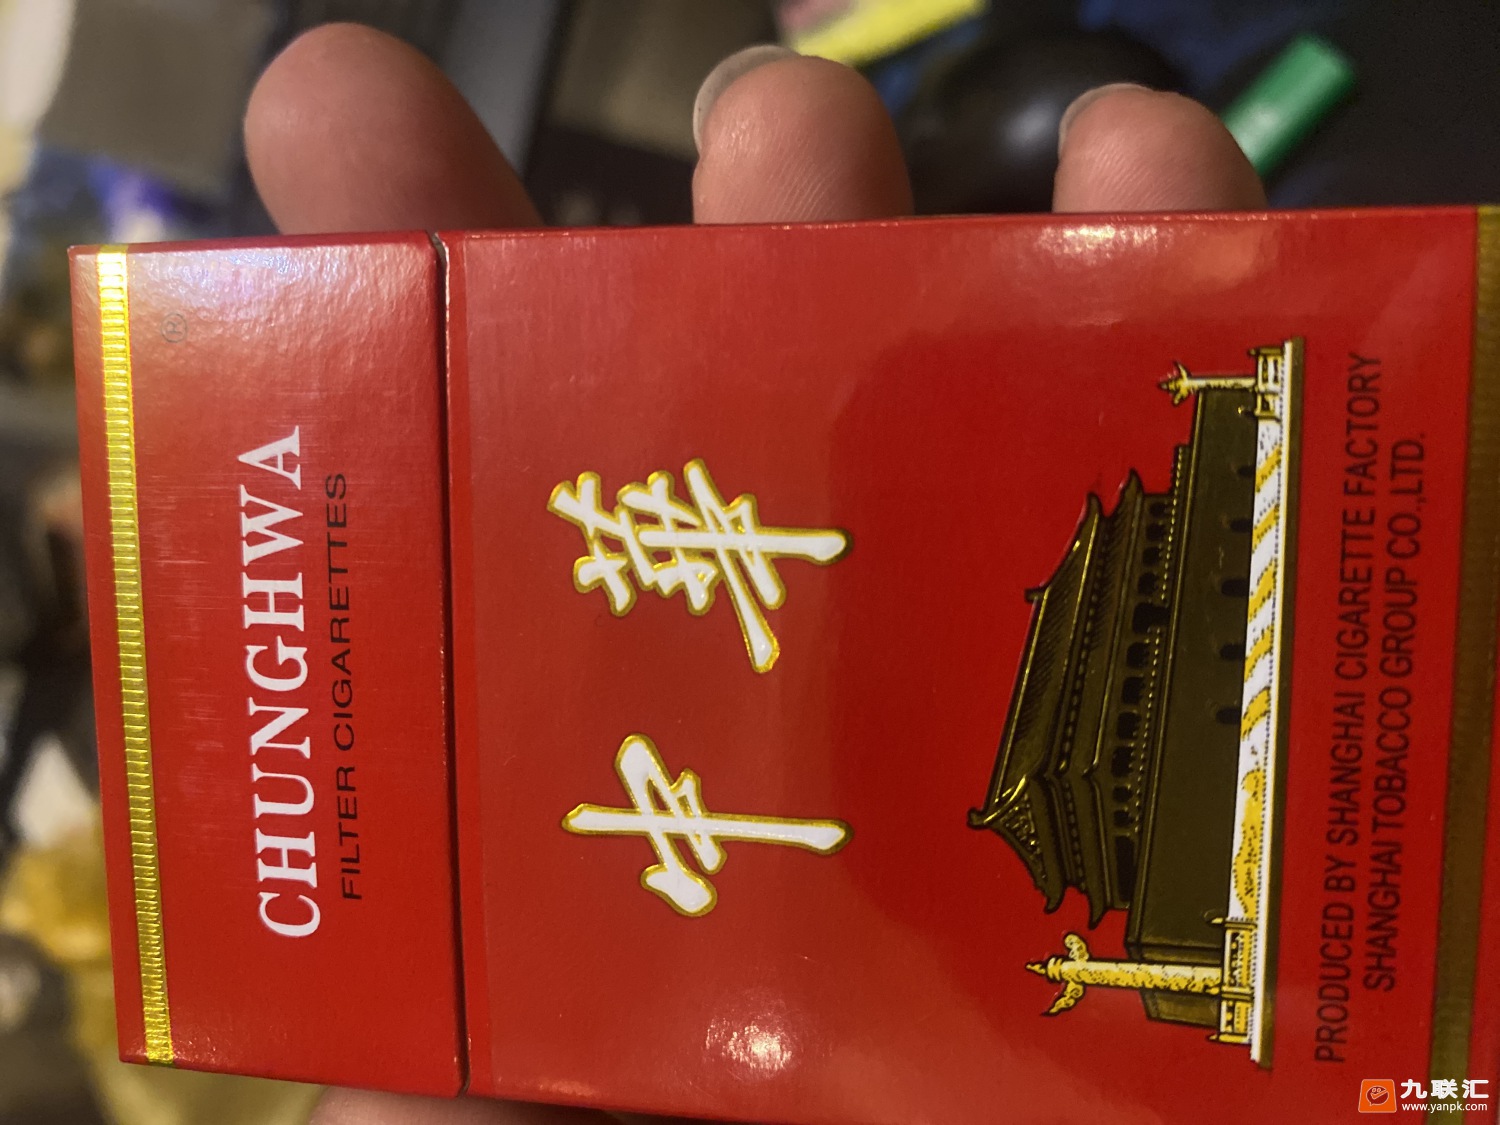 ®
CHUNGHWA
FILTER CIGARETTES
中華
PRODUCED BY SHANGHAI CIGARETTE FACTORY
SHANGHAI TOBACCO GROUP CO.,LTD.
九联汇
www.yanpk.com